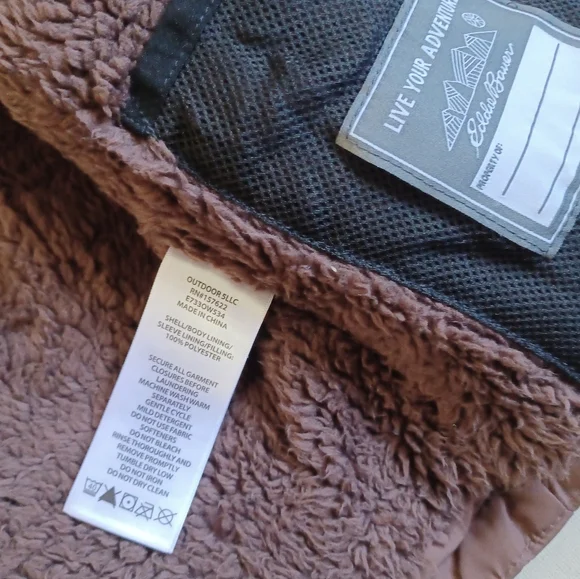 LIVE YOUR ADVENTURE
Eddie Bauer
PROPERTY OF:
OUTDOOR 5LLC
RN#157622
E733OW534
MADE IN CHINA
SHELL/BODY LINING/
SLEEVE LINING/FILLING:
100% POLYESTER
SECURE ALL GARMENT
CLOSURES BEFORE
LAUNDERING
MACHINE WASH WARM
SEPARATELY
GENTLE CYCLE
MILD DETERGENT
DO NOT USE FABRIC
SOFTENERS
DO NOT BLEACH
RINSE THOROUGHLY AND
REMOVE PROMPTLY
TUMBLE DRY LOW
DO NOT IRON
DO NOT DRY CLEAN